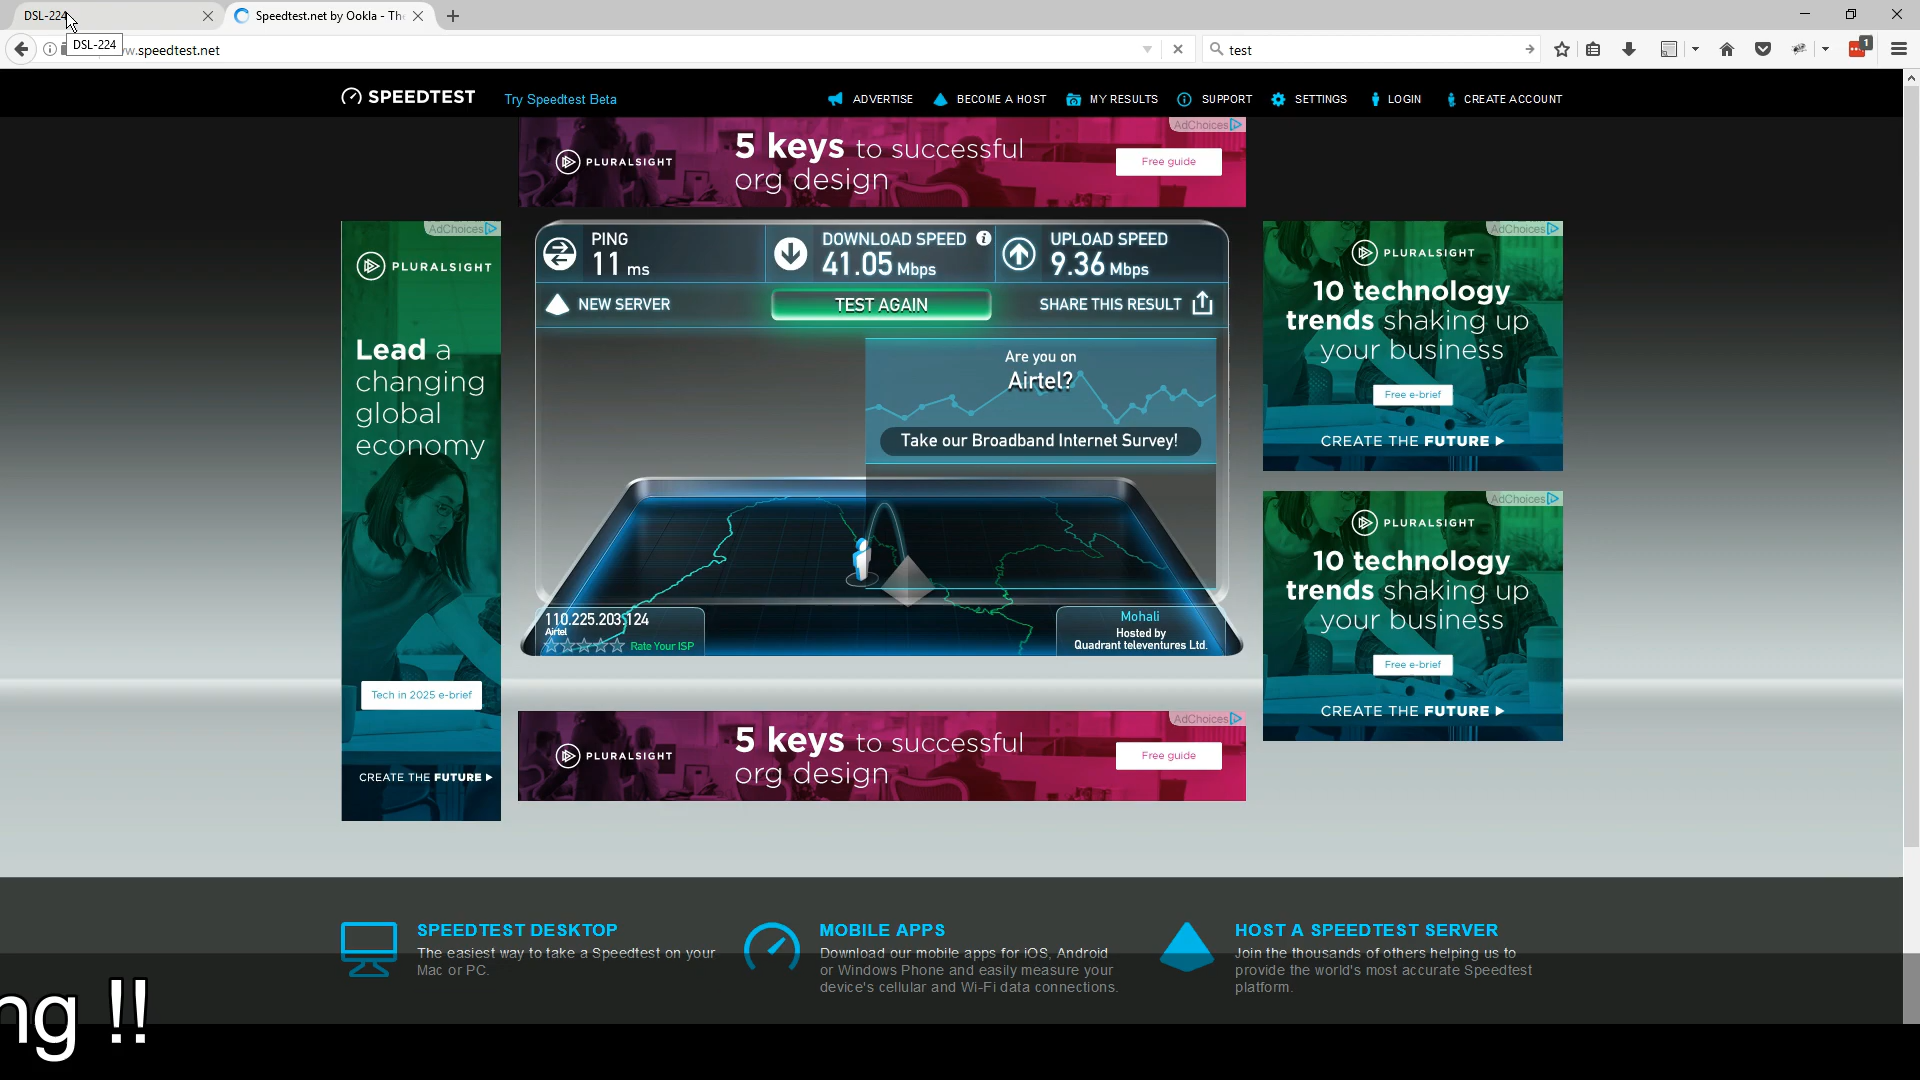 DSL-224
Speedtest.net by Ookla - Th
DSL-224
w.speedtest.net
test
1
SPEEDTEST
Try Speedtest Beta
ADVERTISE
BECOME A HOST
MY RESULTS
SUPPORT
SETTINGS
LOGIN
CREATE ACCOUNT
AdChoices
PLURALSIGHT
5 keys to successful
org design
Free guide
AdChoices
PLURALSIGHT
Lead a
changing
global
economy
Tech in 2025 e-brief
CREATE THE FUTURE
PING
11 ms
DOWNLOAD SPEED
41.05 Mbps
UPLOAD SPEED
9.36 Mbps
NEW SERVER
TEST AGAIN
SHARE THIS RESULT
Are you on
Airtel?
Take our Broadband Internet Survey!
110.225.203.124
Airtel
Rate Your ISP
Mohali
Hosted by
Quadrant televentures Ltd.
AdChoices
PLURALSIGHT
10 technology
trends shaking up
your business
Free e-brief
CREATE THE FUTURE
AdChoices
PLURALSIGHT
10 technology
trends shaking up
your business
Free e-brief
CREATE THE FUTURE
AdChoices
PLURALSIGHT
5 keys to successful
org design
Free guide
SPEEDTEST DESKTOP
The easiest way to take a Speedtest on your
Mac or PC.
MOBILE APPS
Download our mobile apps for iOS, Android
or Windows Phone and easily measure your
device's cellular and Wi-Fi data connections.
HOST A SPEEDTEST SERVER
Join the thousands of others helping us to
provide the world's most accurate Speedtest
platform.
ng !!